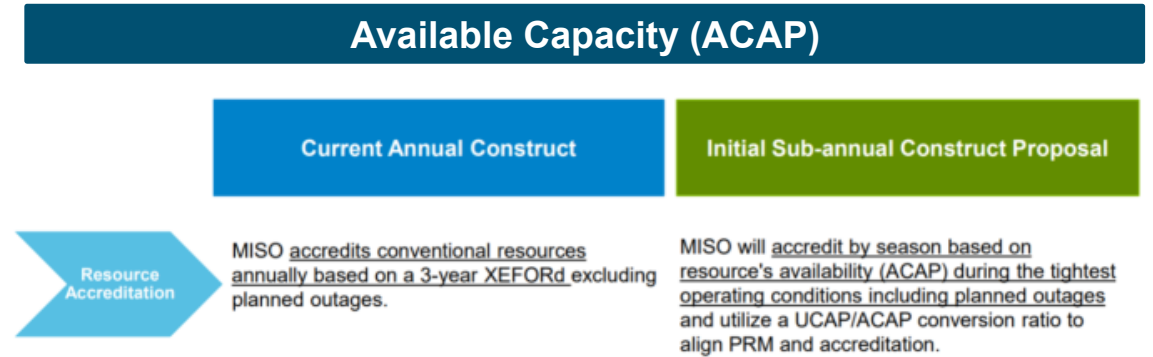 Available Capacity (ACAP)
Current Annual Construct
Initial Sub-annual Construct Proposal
Resource
Accreditation
MISO accredits conventional resources
annually based on a 3-year XEFORd excluding
planned outages.
MISO will accredit by season based on
resource's availability (ACAP) during the tightest
operating conditions including planned outages
and utilize a UCAP/ACAP conversion ratio to
align PRM and accreditation.